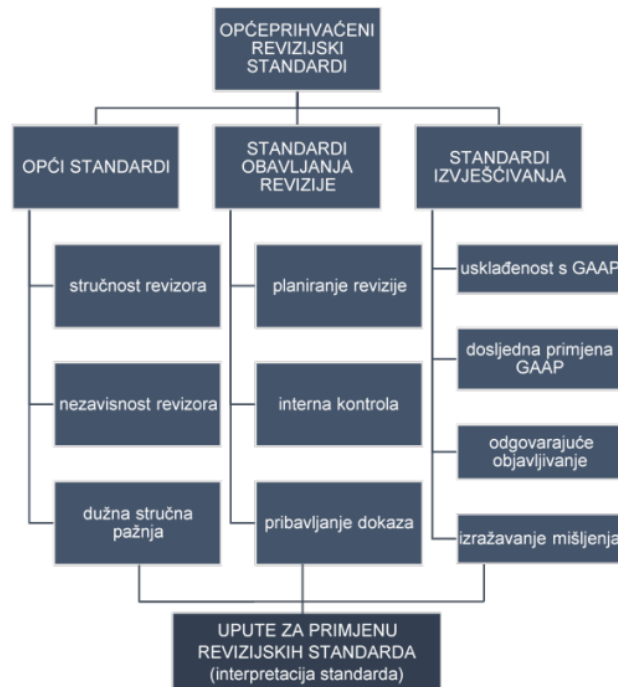 OPĆEPRIHVAĆENI
REVIZIJSKI
STANDARDI
OPĆI STANDARDI
stručnost revizora
nezavisnost revizora
dužna stručna
pažnja
STANDARDI
OBAVLJANJA
REVIZIJE
planiranje revizije
interna kontrola
pribavljanje dokaza
STANDARDI
IZVJEŠĆIVANJA
usklađenost s GAAP
dosljedna primjena
GAAP
odgovarajuće
objavljivanje
izražavanje mišljenja
UPUTE ZA PRIMJENU
REVIZIJSKIH STANDARDA
(interpretacija standarda)